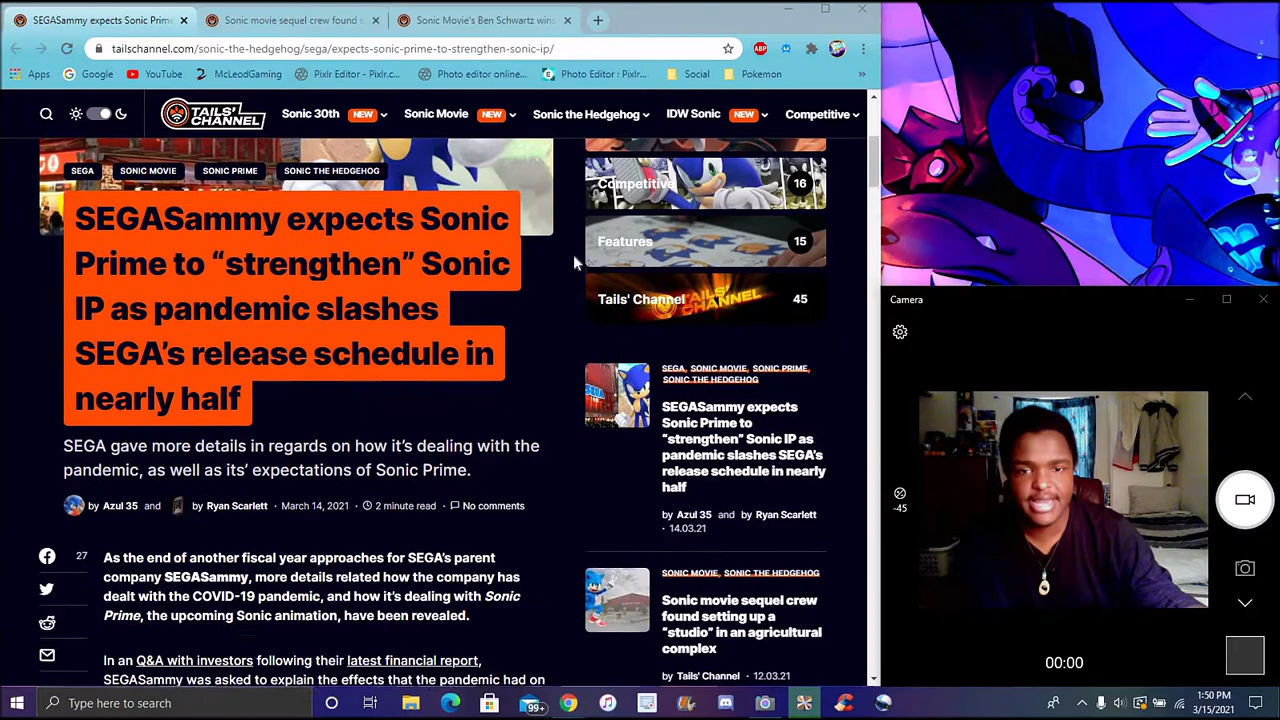 SEGASammy expects Sonic Prime
Sonic movie sequel crew found s
Sonic Movie's Ben Schwartz wins
tailschannel.com/sonic-the-hedgehog/sega/expects-sonic-prime-to-strengthen-sonic-ip/
ABP
Apps
Google
YouTube
McLeodGaming
Pixlr Editor - Pixlr.c...
Photo editor online...
Photo Editor : Pixlr...
Social
Pokemon
»
TAILS' CHANNEL
Sonic 30th NEW
Sonic Movie NEW
Sonic the Hedgehog
IDW Sonic NEW
Competitive
SEGA
SONIC MOVIE
SONIC PRIME
SONIC THE HEDGEHOG
SEGASammy expects Sonic
Prime to “strengthen” Sonic
IP as pandemic slashes
SEGA’s release schedule in
nearly half
SEGA gave more details in regards on how it’s dealing with the
pandemic, as well as its’ expectations of Sonic Prime.
by Azul 35 and by Ryan Scarlett March 14, 2021 2 minute read No comments
27
As the end of another fiscal year approaches for SEGA’s parent
company SEGASammy, more details related how the company has
dealt with the COVID-19 pandemic, and how it’s dealing with Sonic
Prime, the upcoming Sonic animation, have been revealed.
In an Q&A with investors following their latest financial report,
SEGASammy was asked to explain the effects that the pandemic had on
Competitive 16
Features 15
Tails' Channel 45
SEGA, SONIC MOVIE, SONIC PRIME,
SONIC THE HEDGEHOG
SEGASammy expects
Sonic Prime to
“strengthen” Sonic IP as
pandemic slashes SEGA’s
release schedule in nearly
half
by Azul 35 and by Ryan Scarlett
- 14.03.21
SONIC MOVIE, SONIC THE HEDGEHOG
Sonic movie sequel crew
found setting up a
“studio” in an agricultural
complex
by Tails' Channel - 12.03.21
Camera
-45
00:00
Type here to search
99+
1:50 PM
3/15/2021